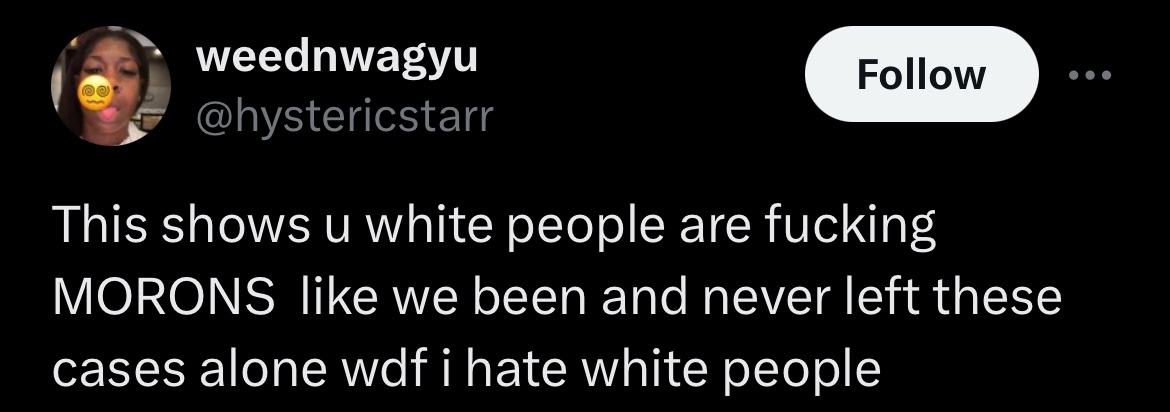 weednwagyu
@hystericstarr
Follow
This shows u white people are fucking
MORONS  like we been and never left these
cases alone wdf i hate white people